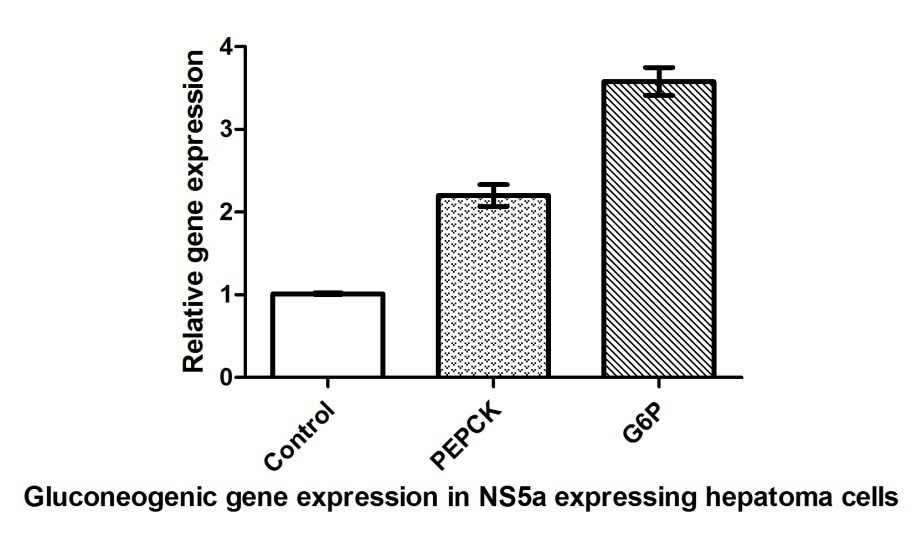 Relative gene expression
4
3
2
1
0
Control
PEPCK
G6P
Gluconeogenic gene expression in NS5a expressing hepatoma cells